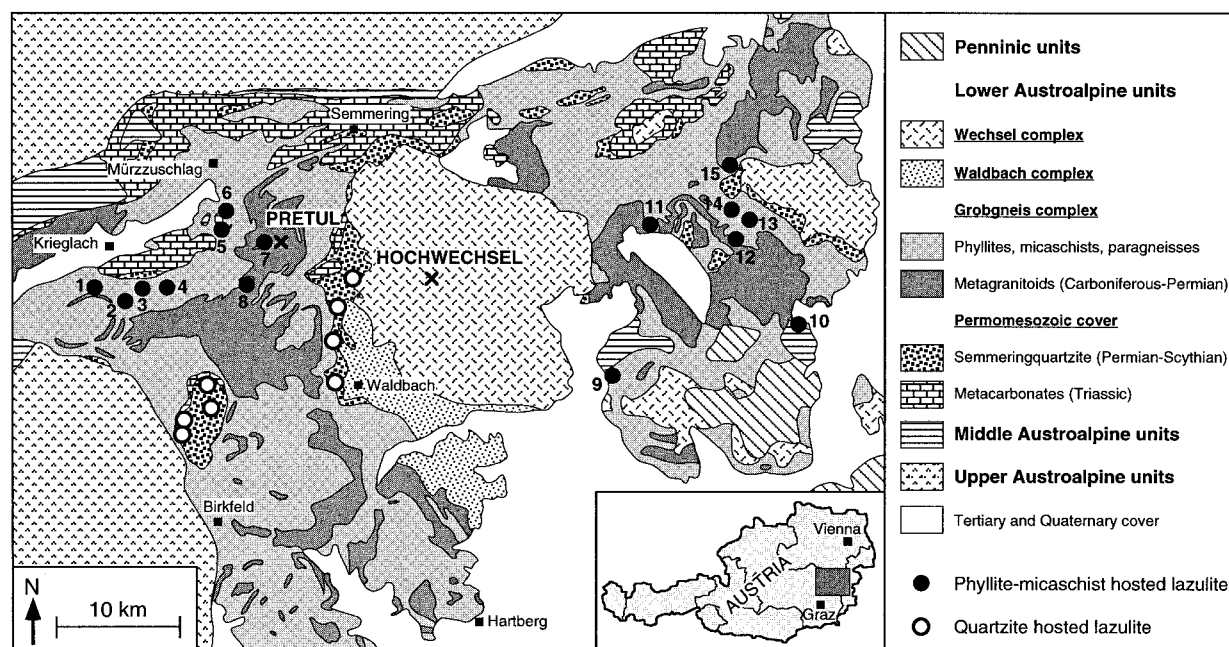 Semmering
Mürzzuschlag
6
PRETUL
Krieglach
5
7
HOCHWECHSEL
1
2
3
4
8
Waldbach
Birkfeld
Hartberg
15
14
13
11
12
10
9
N
10 km
Vienna
AUSTRIA
Graz
Penninic units
Lower Austroalpine units
Wechsel complex
Waldbach complex
Grobgneis complex
Phyllites, micaschists, paragneisses
Metagranitoids (Carboniferous-Permian)
Permomesozoic cover
Semmeringquartzite (Permian-Scythian)
Metacarbonates (Triassic)
Middle Austroalpine units
Upper Austroalpine units
Tertiary and Quaternary cover
Phyllite-micaschist hosted lazulite
Quartzite hosted lazulite